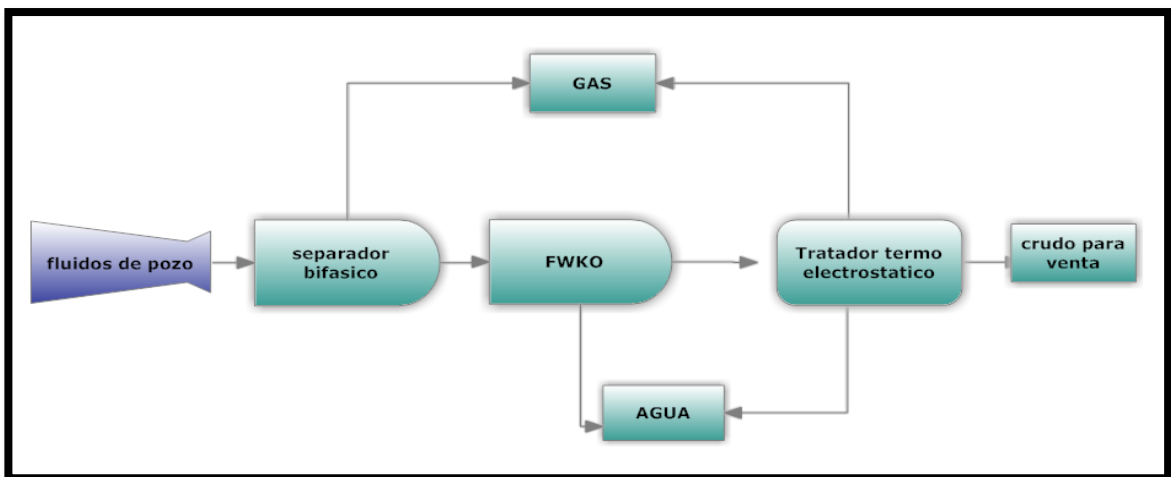 GAS
fluidos de pozo
separador
bifasico
FWKO
Tratador termo
electrostatico
crudo para
venta
AGUA